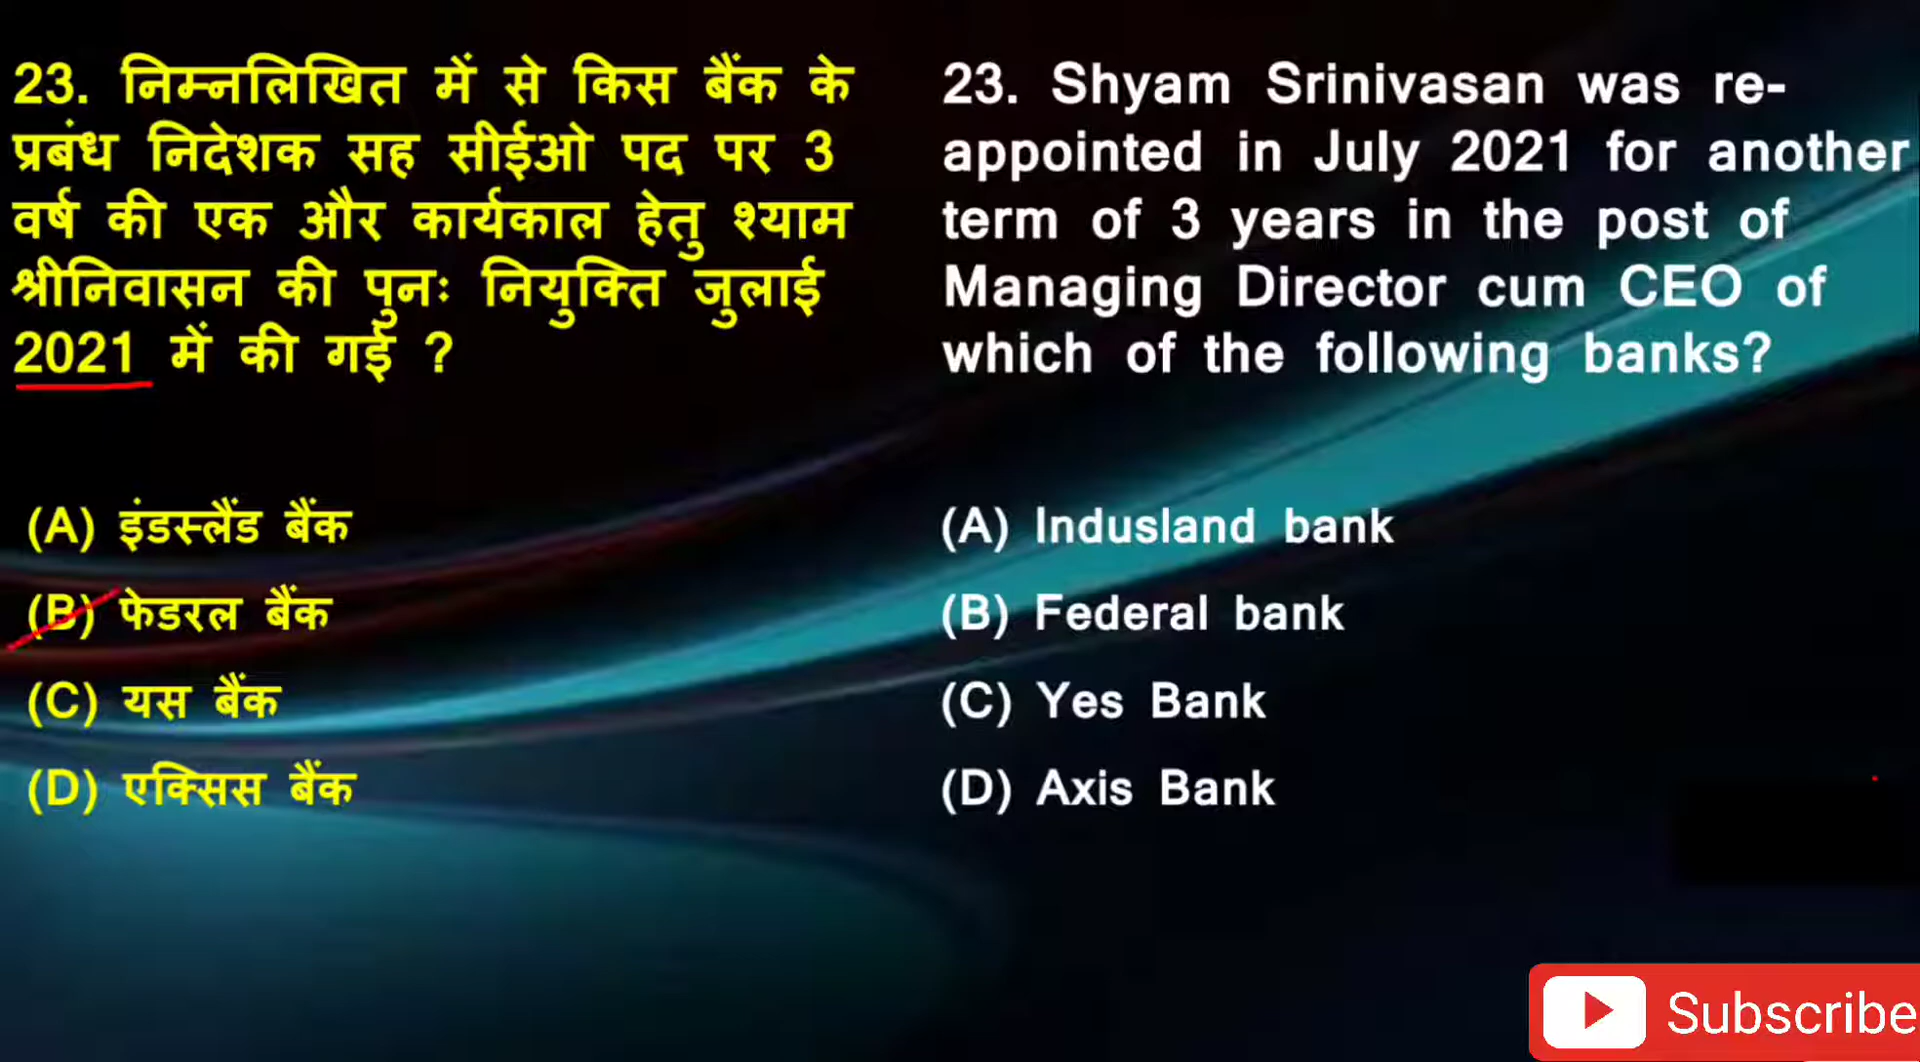 23. निम्नलिखित में से किस बैंक के
प्रबंध निदेशक सह सीईओ पद पर 3
वर्ष की एक और कार्यकाल हेतु श्याम
श्रीनिवासन की पुनः नियुक्ति जुलाई
2021 में की गई ?
(A) इंडस्लैंड बैंक
(B) फेडरल बैंक
(C) यस बैंक
(D) एक्सिस बैंक
23. Shyam Srinivasan was re-
appointed in July 2021 for another
term of 3 years in the post of
Managing Director cum CEO of
which of the following banks?
(A) Indusland bank
(B) Federal bank
(C) Yes Bank
(D) Axis Bank
Subscribe